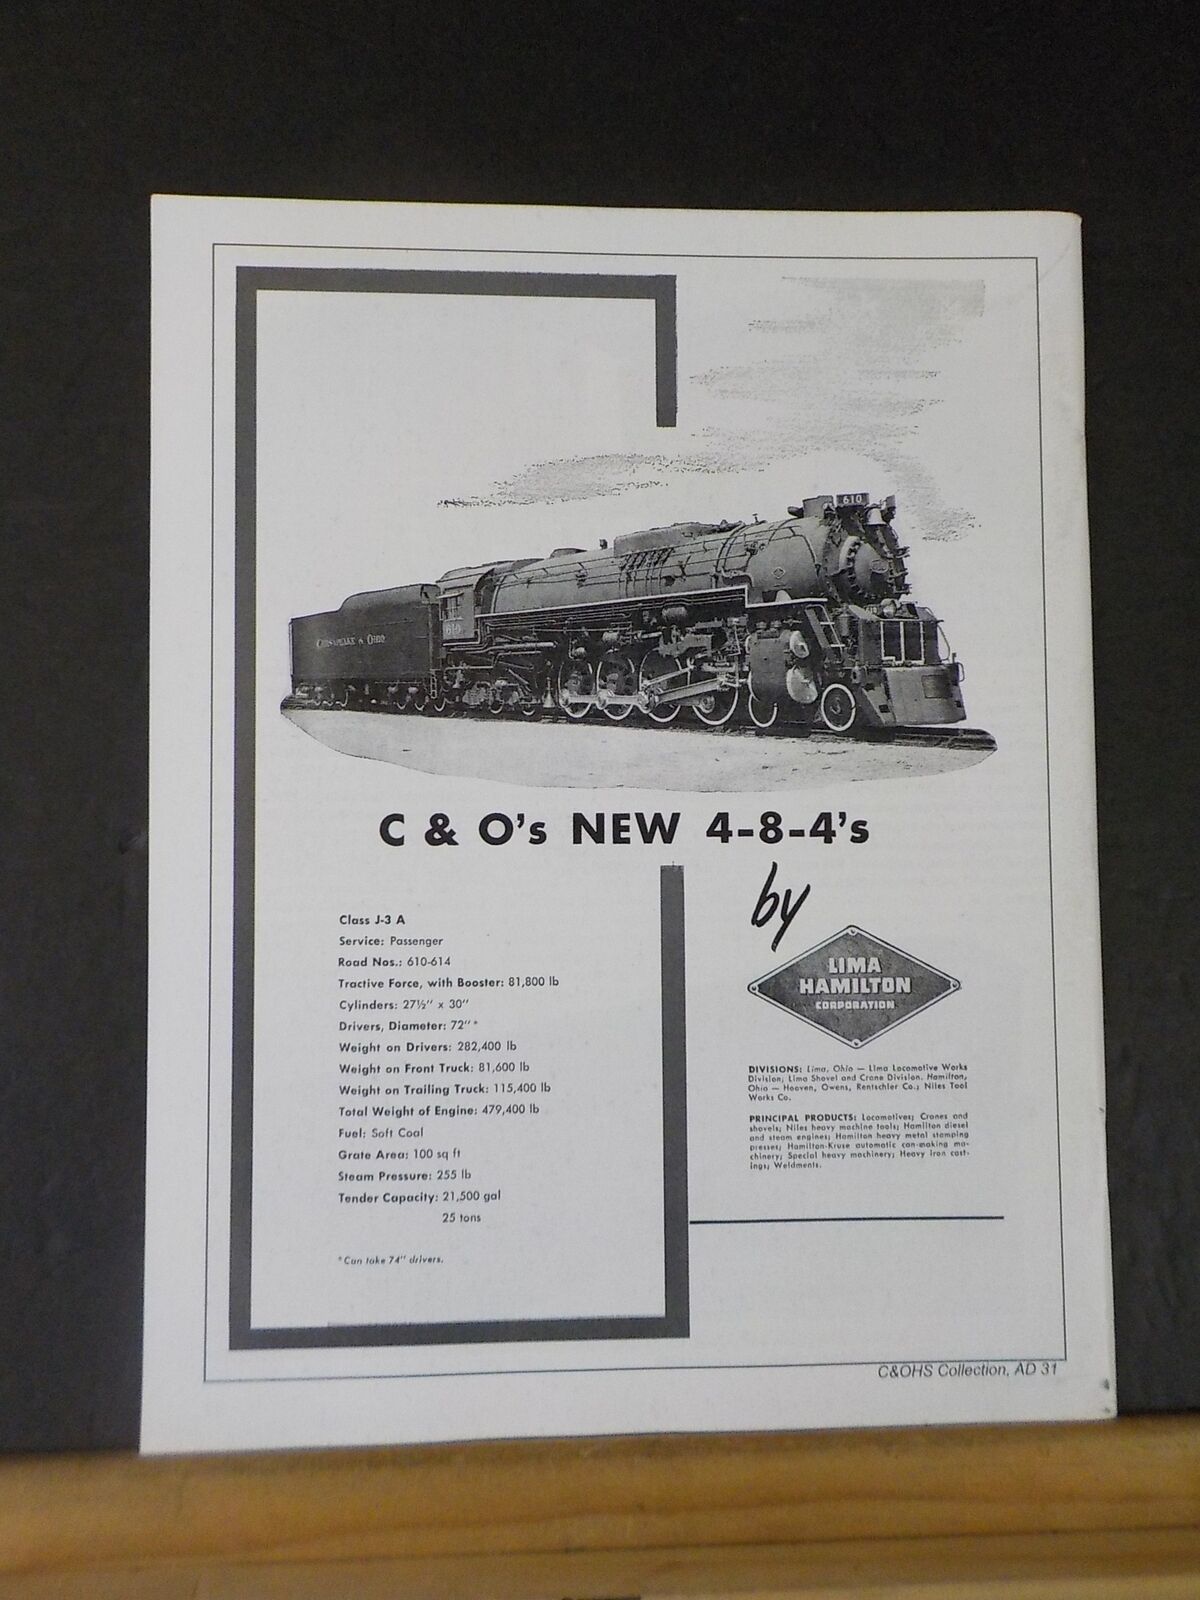 610
610
CHESAPEAKE & OHIO
C & O's NEW 4-8-4's
by
Class J-3 A
Service: Passenger
Road Nos.: 610-614
Tractive Force, with Booster: 81,800 lb
Cylinders: 27½" x 30"
Drivers, Diameter: 72"*
Weight on Drivers: 282,400 lb
Weight on Front Truck: 81,600 lb
Weight on Trailing Truck: 115,400 lb
Total Weight of Engine: 479,400 lb
Fuel: Soft Coal
Grate Area: 100 sq ft
Steam Pressure: 255 lb
Tender Capacity: 21,500 gal
25 tons
*Can take 74" drivers.
LIMA
HAMILTON
CORPORATION
DIVISIONS: Lima, Ohio — Lima Locomotive Works
Division; Lima Shovel and Crane Division. Hamilton,
Ohio — Hooven, Owens, Rentschler Co.; Niles Tool
Works Co.
PRINCIPAL PRODUCTS: Locomotives; Cranes and
shovels; Niles heavy machine tools; Hamilton diesel
and steam engines; Hamilton heavy metal stamping
presses; Hamilton-Kruse automatic can-making ma-
chinery; Special heavy machinery; Heavy iron cast-
ings; Weldments.
C&OHS Collection, AD 31